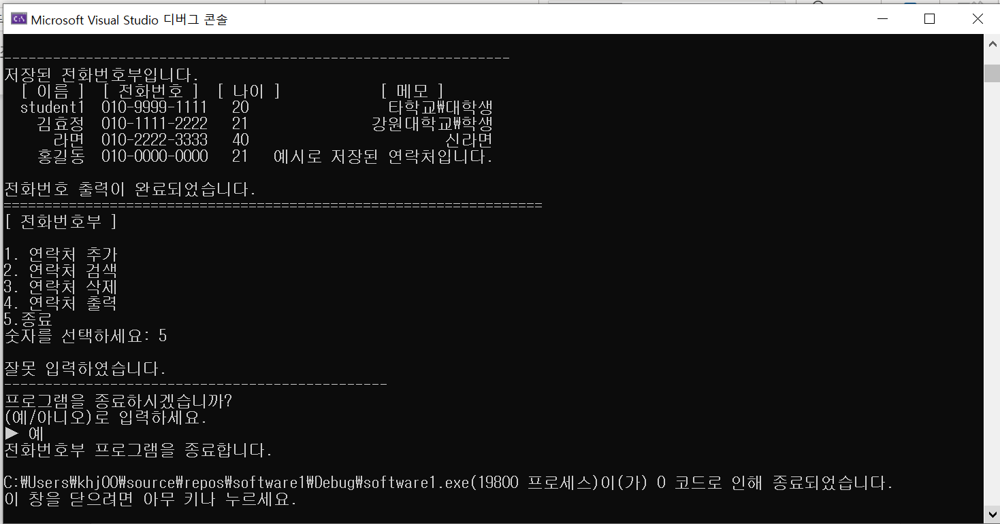 Microsoft Visual Studio 디버그 콘솔
---------------------------------------------------------------
저장된 전화번호부입니다.
[ 이름 ] [ 전화번호 ] [ 나이 ] [ 메모 ]
student1 010-9999-1111 20 타학교₩대학생
김효정 010-1111-2222 21 강원대학교₩학생
라면 010-2222-3333 40 신라면
홍길동 010-0000-0000 21 예시로 저장된 연락처입니다.
전화번호 출력이 완료되었습니다.
==================================================================
[ 전화번호부 ]
1. 연락처 추가
2. 연락처 검색
3. 연락처 삭제
4. 연락처 출력
5.종료
숫자를 선택하세요: 5
잘못 입력하였습니다.
-----------------------------------------------
프로그램을 종료하시겠습니까?
(예/아니오)로 입력하세요.
▶ 예
전화번호부 프로그램을 종료합니다.
C:₩Users₩khj00₩source₩repos₩software1₩Debug₩software1.exe(19800 프로세스)이(가) 0 코드로 인해 종료되었습니다.
이 창을 닫으려면 아무 키나 누르세요.